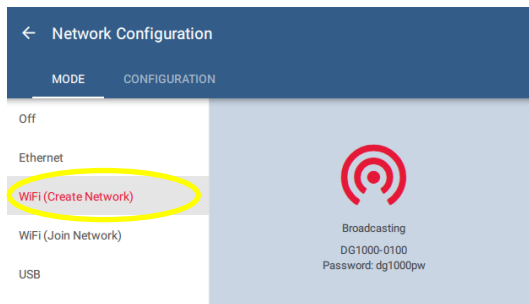 ← Network Configuration
MODE CONFIGURATION
Off
Ethernet
WiFi (Create Network)
WiFi (Join Network)
USB
Broadcasting
DG1000-0100
Password: dg1000pw